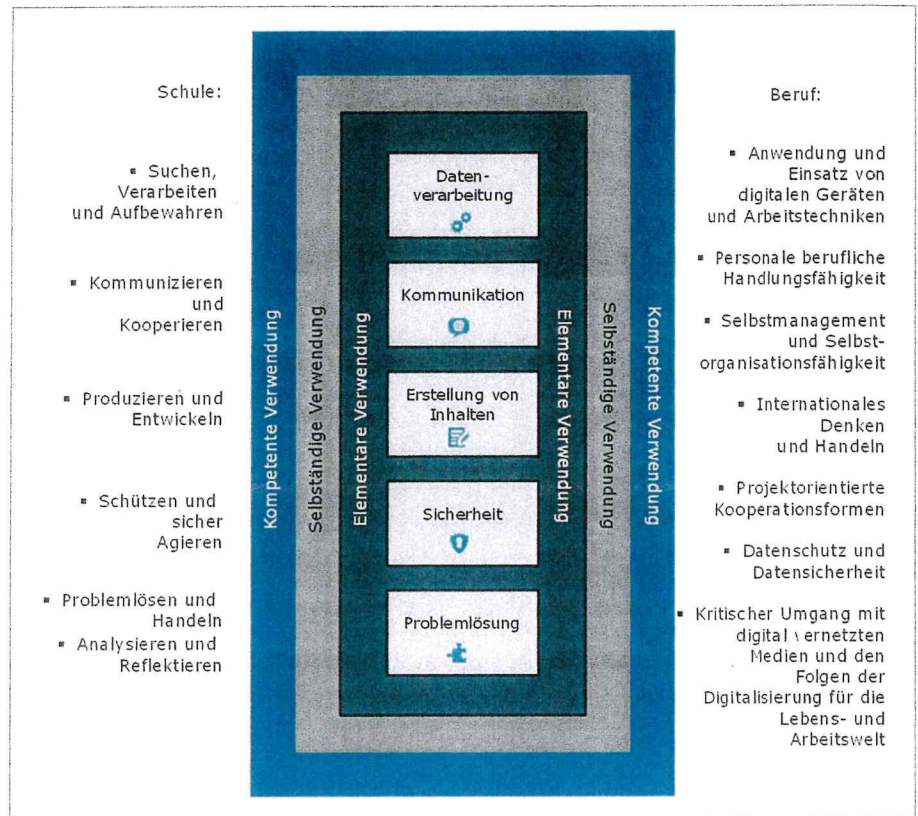 Schule:
▪ Suchen,
Verarbeiten
und Aufbewahren
▪ Kommunizieren
und
Kooperieren
▪ Produzieren und
Entwickeln
▪ Schützen und
sicher
Agieren
▪ Problemlösen und
Handeln
▪ Analysieren und
Reflektieren
Kompetente Verwendung
Selbständige Verwendung
Elementare Verwendung
Daten-
verarbeitung
Kommunikation
Erstellung von
Inhalten
Sicherheit
Problemlösung
Elementare Verwendung
Selbständige Verwendung
Kompetente Verwendung
Beruf:
▪ Anwendung und
Einsatz von
digitalen Geräten
und Arbeitstechniken
▪ Personale berufliche
Handlungsfähigkeit
▪ Selbstmanagement
und Selbst-
organisationsfähigkeit
▪ Internationales
Denken
und Handeln
▪ Projektorientierte
Kooperationsformen
▪ Datenschutz und
Datensicherheit
▪ Kritischer Umgang mit
digital vernetzten
Medien und den
Folgen der
Digitalisierung für die
Lebens- und
Arbeitswelt